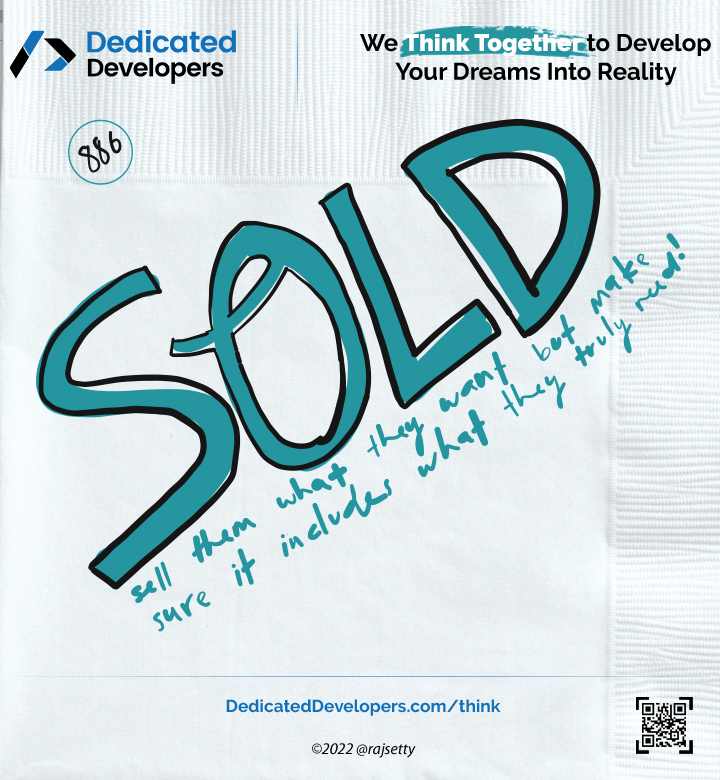 Dedicated
Developers
We Think Together to Develop
Your Dreams Into Reality
886
SOLD
sell them what they want but make
sure it includes what they truly need!
DedicatedDevelopers.com/think
©2022 @rajsetty